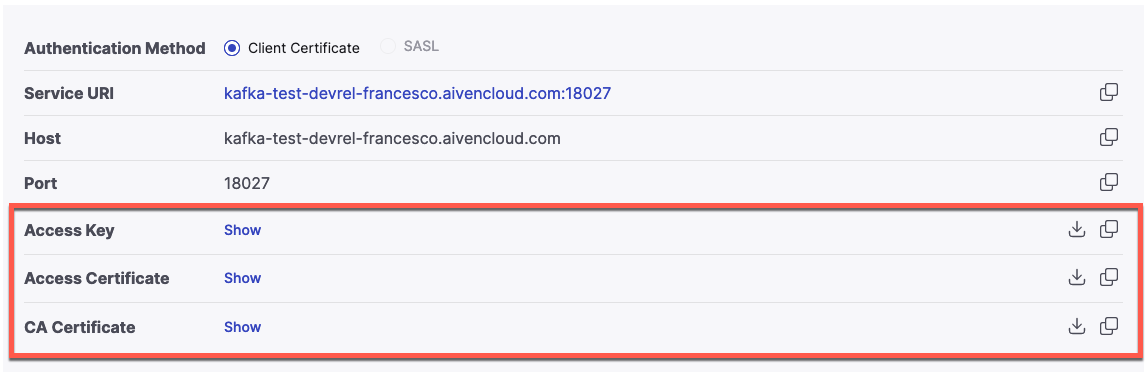 Authentication Method Client Certificate SASL
Service URI kafka-test-devrel-francesco.aivencloud.com:18027
Host kafka-test-devrel-francesco.aivencloud.com
Port 18027
Access Key Show
Access Certificate Show
CA Certificate Show